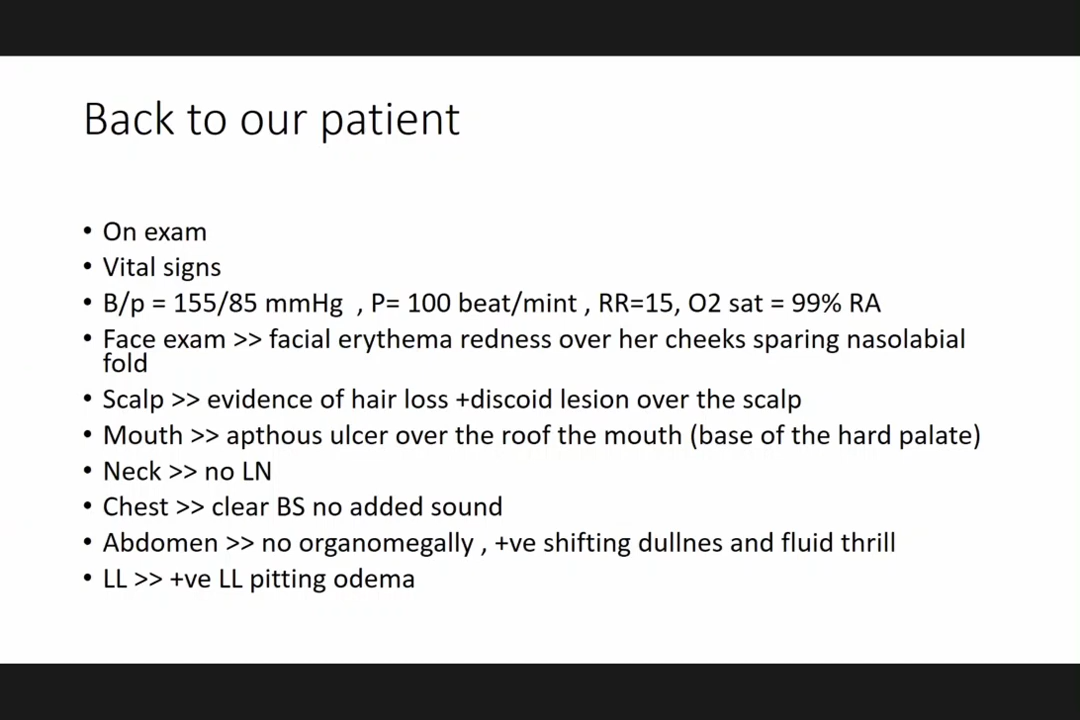 Back to our patient
• On exam
• Vital signs
• B/p = 155/85 mmHg , P= 100 beat/mint , RR=15, O2 sat = 99% RA
• Face exam >> facial erythema redness over her cheeks sparing nasolabial
fold
• Scalp >> evidence of hair loss +discoid lesion over the scalp
• Mouth >> apthous ulcer over the roof the mouth (base of the hard palate)
• Neck >> no LN
• Chest >> clear BS no added sound
• Abdomen >> no organomegally , +ve shifting dullnes and fluid thrill
• LL >> +ve LL pitting odema